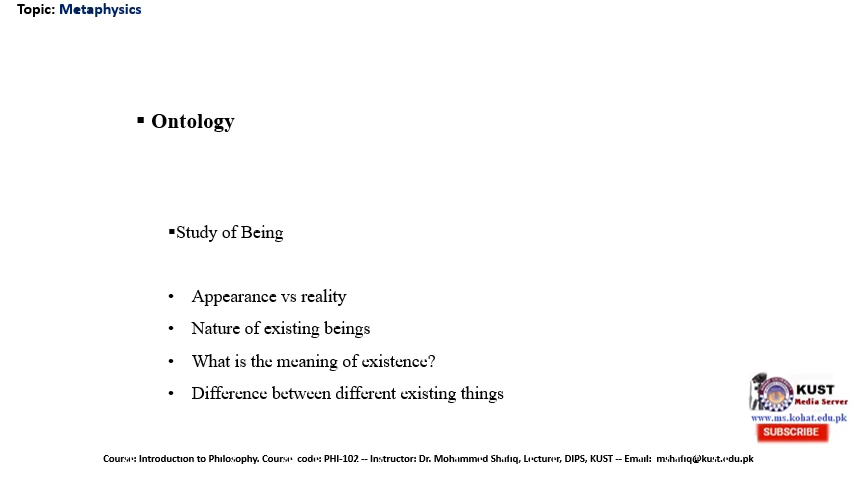 Topic: Metaphysics
▪ Ontology
▪Study of Being
• Appearance vs reality
• Nature of existing beings
• What is the meaning of existence?
• Difference between different existing things
KUST
Media Server
www.ms.kohat.edu.pk
SUBSCRIBE
Course: Introduction to Philosophy. Course code: PHI-102 -- Instructor: Dr. Mohammed Shafiq, Lecturer, DIPS, KUST -- Email: mshafiq@kust.edu.pk